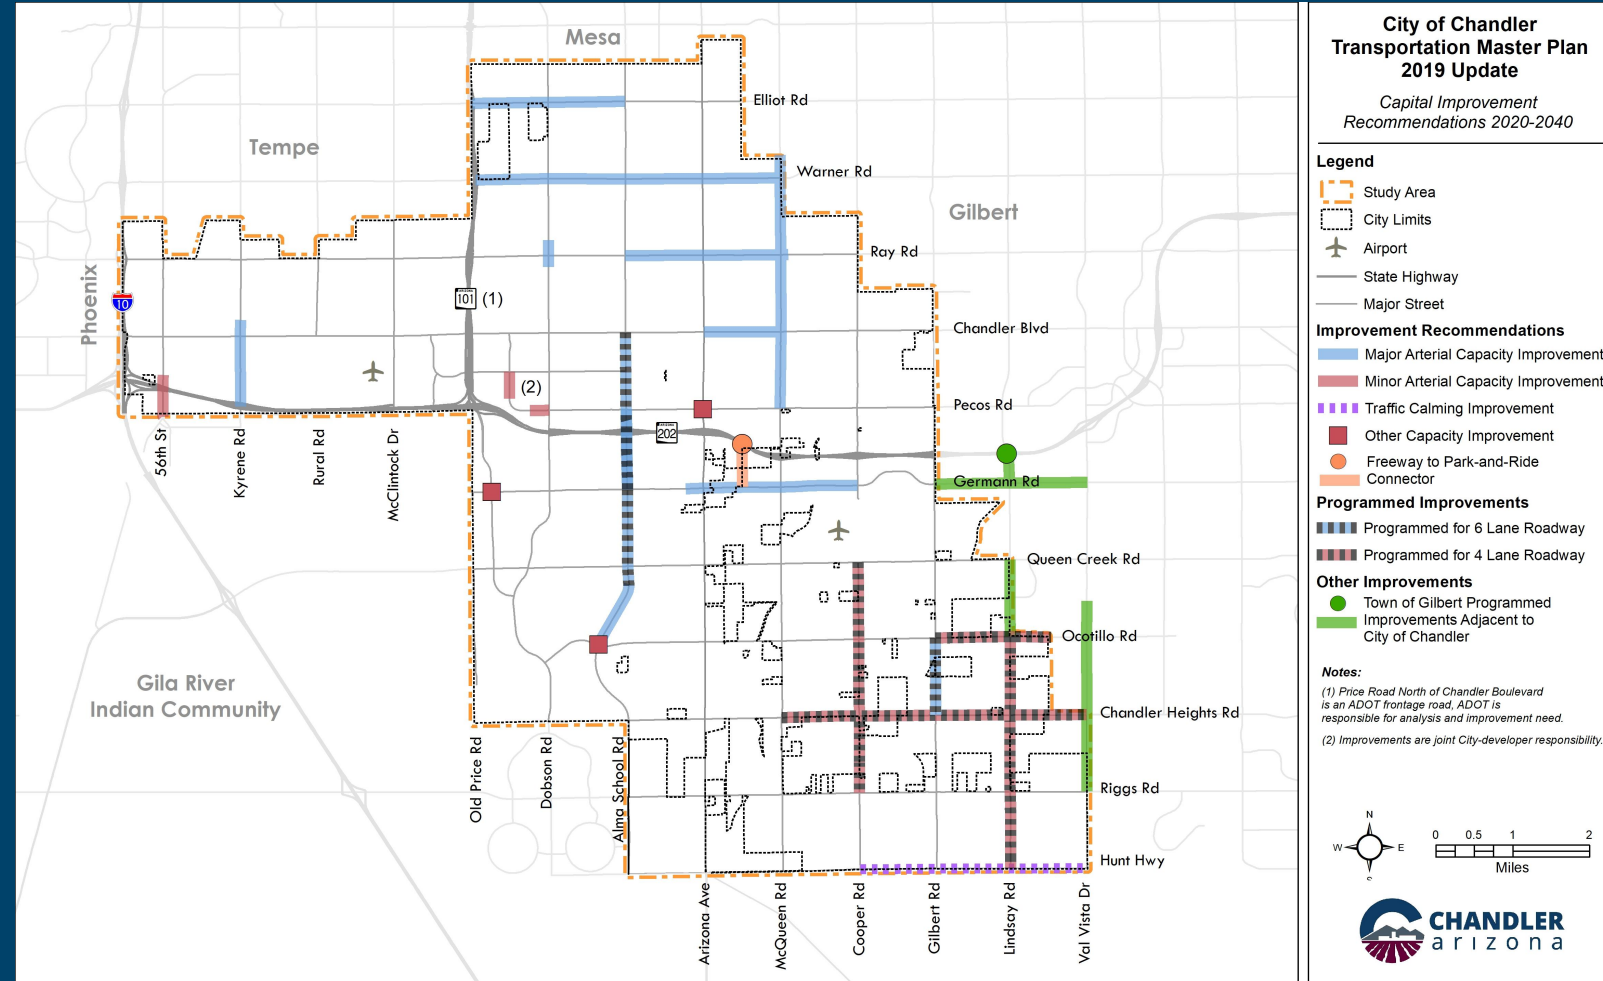 Mesa
Elliot Rd
Tempe
Warner Rd
Gilbert
Ray Rd
Phoenix
10
ARIZONA
101
(1)
Chandler Blvd
(2)
Pecos Rd
ARIZONA
202
56th St
Kyrene Rd
Rural Rd
McClintock Dr
Germann Rd
Queen Creek Rd
Ocotillo Rd
Gila River
Indian Community
Chandler Heights Rd
Old Price Rd
Dobson Rd
Alma School Rd
Riggs Rd
Hunt Hwy
Arizona Ave
McQueen Rd
Cooper Rd
Gilbert Rd
Lindsay Rd
Val Vista Dr
City of Chandler
Transportation Master Plan
2019 Update
Capital Improvement
Recommendations 2020-2040
Legend
Study Area
City Limits
Airport
State Highway
Major Street
Improvement Recommendations
Major Arterial Capacity Improvement
Minor Arterial Capacity Improvement
Traffic Calming Improvement
Other Capacity Improvement
Freeway to Park-and-Ride
Connector
Programmed Improvements
Programmed for 6 Lane Roadway
Programmed for 4 Lane Roadway
Other Improvements
Town of Gilbert Programmed
Improvements Adjacent to
City of Chandler
Notes:
(1) Price Road North of Chandler Boulevard
is an ADOT frontage road, ADOT is
responsible for analysis and improvement need.
(2) Improvements are joint City-developer responsibility.
N
W E
S
0 0.5 1 2
Miles
CHANDLER
arizona